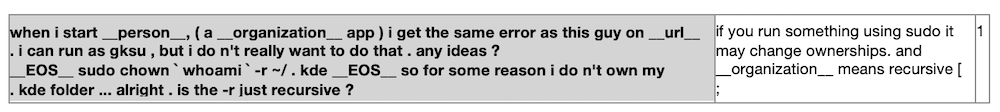 when i start __person__, ( a __organization__ app ) i get the same error as this guy on __url__
. i can run as gksu , but i do n't really want to do that . any ideas ?
__EOS__ sudo chown ` whoami ` -r ~/ . kde __EOS__ so for some reason i do n't own my
. kde folder ... alright . is the -r just recursive ?
if you run something using sudo it
may change ownerships. and
__organization__ means recursive [
;
1